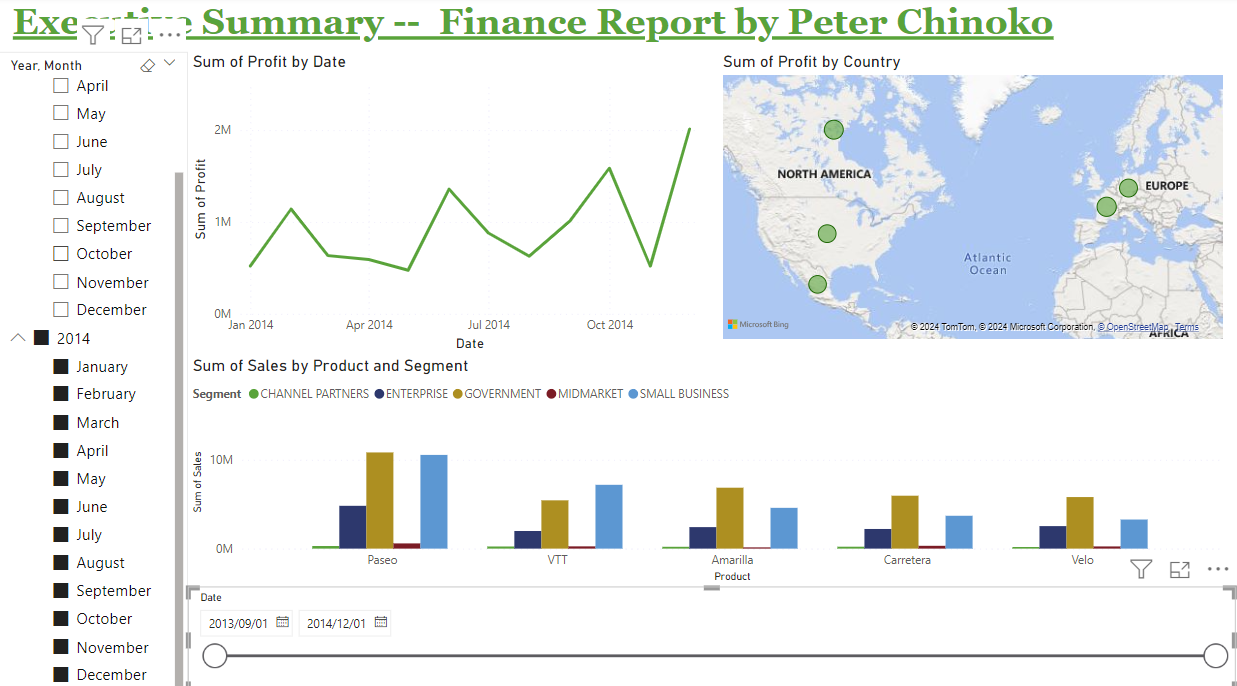 Executive Summary -- Finance Report by Peter Chinoko
Year, Month
April
May
June
July
August
September
October
November
December
2014
January
February
March
April
May
June
July
August
September
October
November
December
Sum of Profit by Date
Sum of Profit
2M
1M
0M
Jan 2014 Apr 2014 Jul 2014 Oct 2014
Date
Sum of Profit by Country
NORTH AMERICA
EUROPE
Atlantic
Ocean
AFRICA
Microsoft Bing
© 2024 TomTom, © 2024 Microsoft Corporation, © OpenStreetMap Terms
Sum of Sales by Product and Segment
Segment CHANNEL PARTNERS ENTERPRISE GOVERNMENT MIDMARKET SMALL BUSINESS
Sum of Sales
10M
0M
Paseo VTT Amarilla Carretera Velo
Product
Date
2013/09/01 2014/12/01